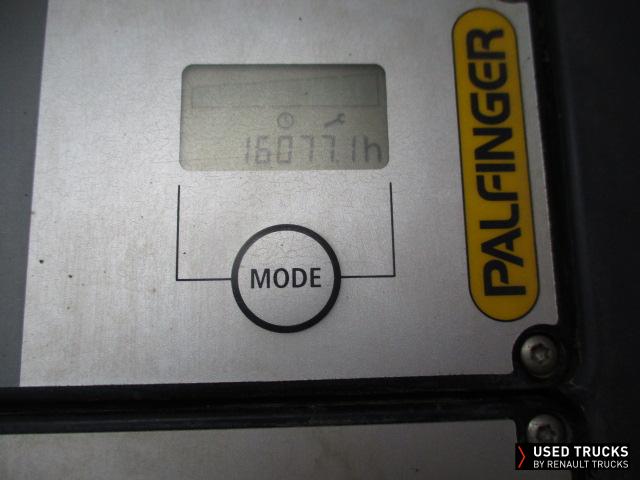 16077.1h
MODE
PALFINGER
USED TRUCKS
BY RENAULT TRUCKS